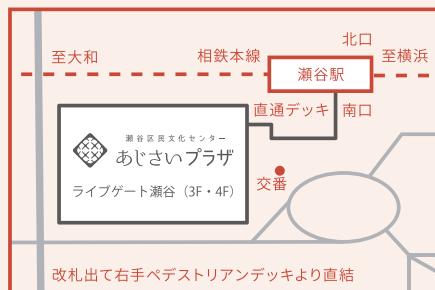 北口
至大和
相鉄本線
至横浜
瀬谷駅
直通デッキ
南口
瀬谷区民文化センター
あじさいプラザ
交番
ライブゲート瀬谷（3F・4F）
改札出て右手ペデストリアンデッキより直結